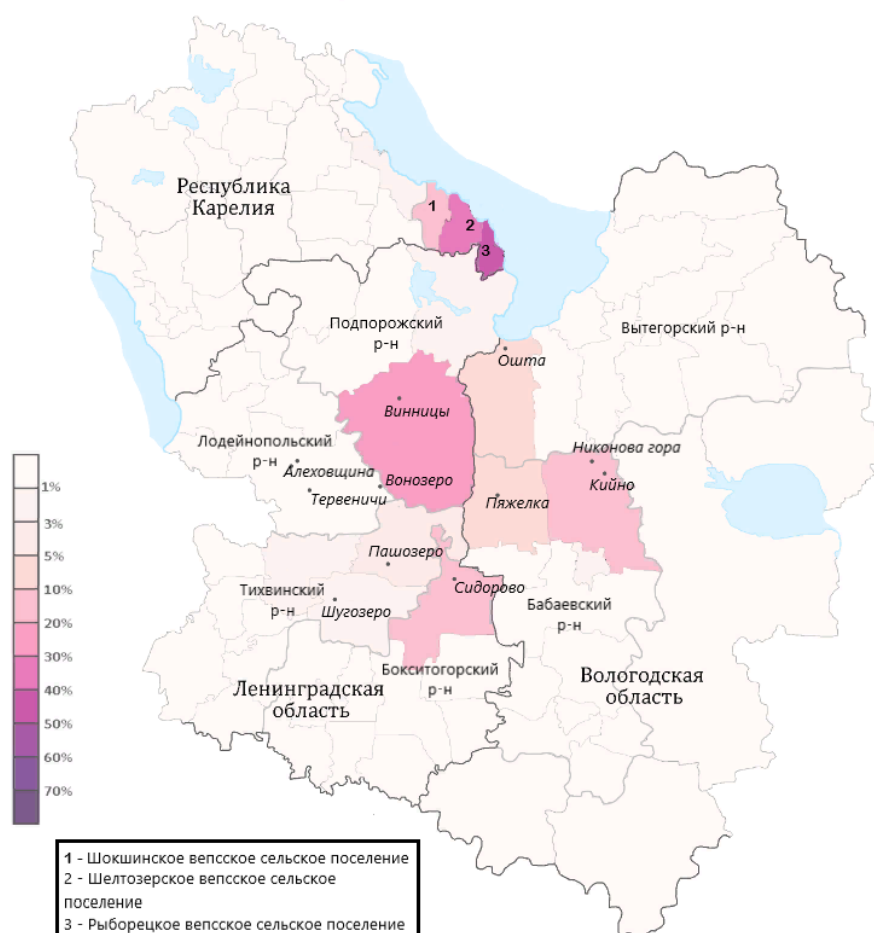 Республика
Карелия
1
2
3
Подпорожский
р-н
Вытегорский р-н
Ошта
Винницы
Лодейнопольский
р-н
Алеховщина
Вонозеро
Тервеничи
Никонова гора
Кийно
Пяжелка
Пашозеро
Тихвинский
р-н
Шугозеро
Сидорово
Бабаевский
р-н
Бокситогорский
р-н
Ленинградская
область
Вологодская
область
1%
3%
5%
10%
20%
30%
40%
50%
60%
70%
1 - Шокшинское вепсское сельское поселение
2 - Шелтозерское вепсское сельское
поселение
3 - Рыборецкое вепсское сельское поселение